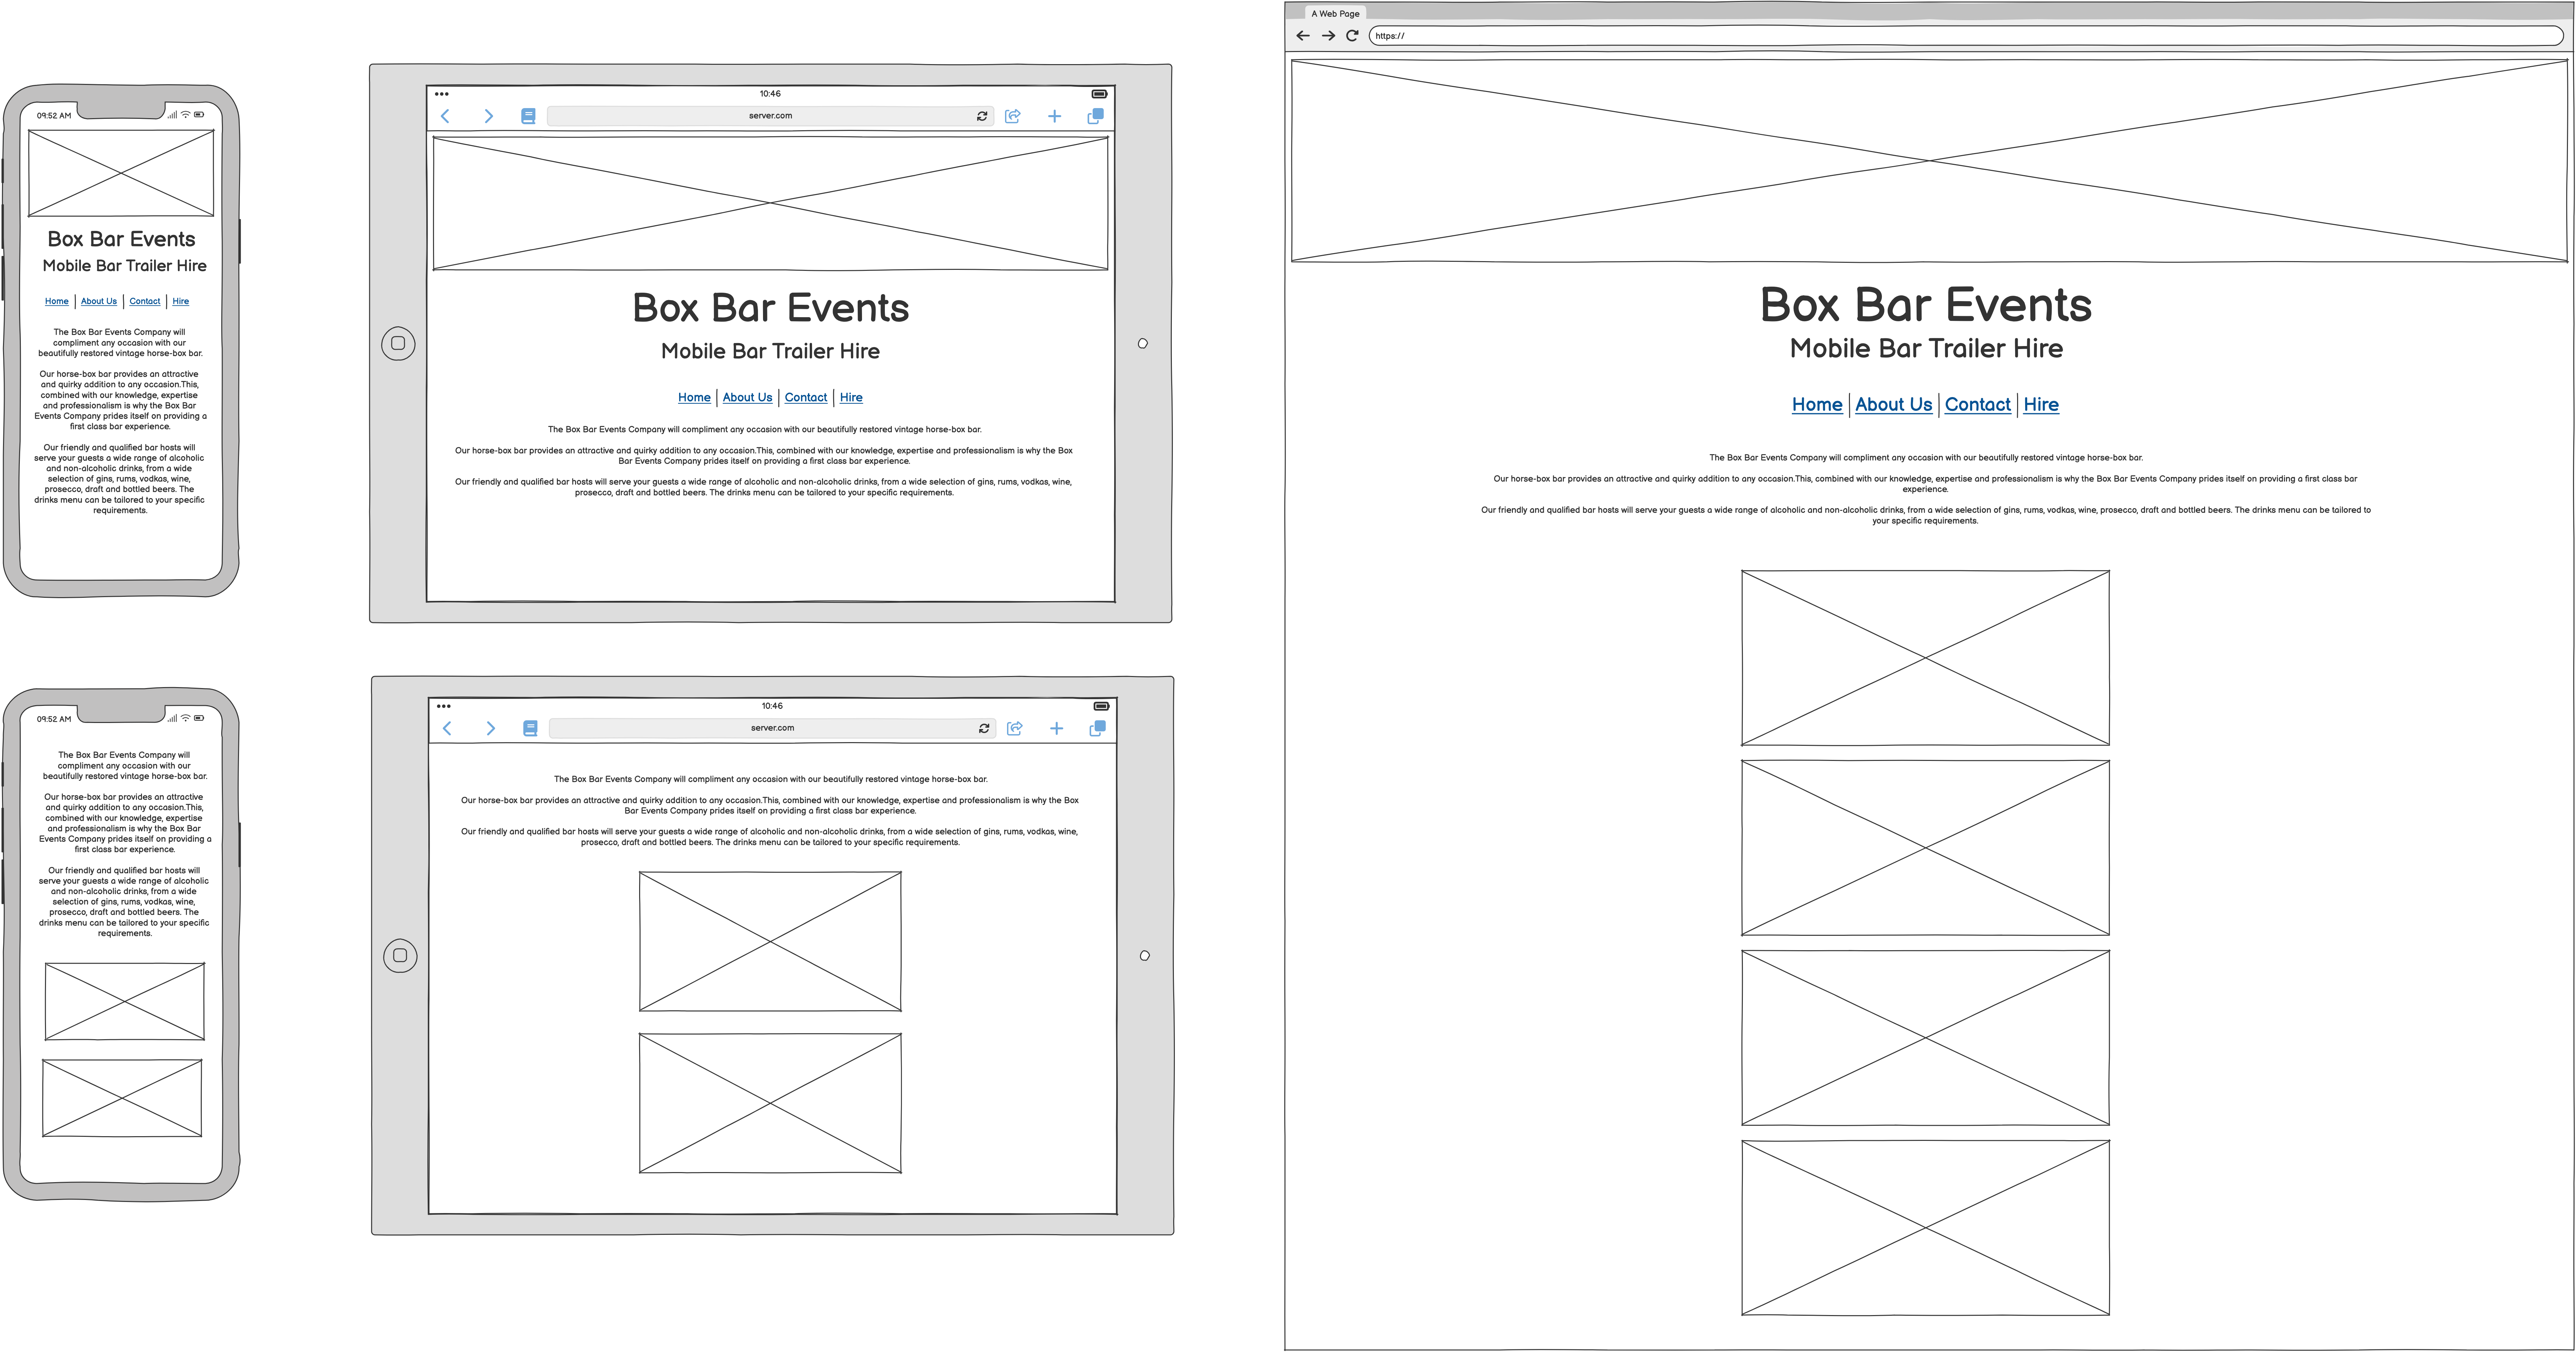 09:52 AM
Box Bar Events
Mobile Bar Trailer Hire
Home | About Us | Contact | Hire
The Box Bar Events Company will
compliment any occasion with our
beautifully restored vintage horse-box bar.
Our horse-box bar provides an attractive
and quirky addition to any occasion.This,
combined with our knowledge, expertise
and professionalism is why the Box Bar
Events Company prides itself on providing a
first class bar experience.
Our friendly and qualified bar hosts will
serve your guests a wide range of alcoholic
and non-alcoholic drinks, from a wide
selection of gins, rums, vodkas, wine,
prosecco, draft and bottled beers. The
drinks menu can be tailored to your specific
requirements.
10:46
server.com
Box Bar Events
Mobile Bar Trailer Hire
Home | About Us | Contact | Hire
The Box Bar Events Company will compliment any occasion with our beautifully restored vintage horse-box bar.
Our horse-box bar provides an attractive and quirky addition to any occasion.This, combined with our knowledge, expertise and professionalism is why the Box
Bar Events Company prides itself on providing a first class bar experience.
Our friendly and qualified bar hosts will serve your guests a wide range of alcoholic and non-alcoholic drinks, from a wide selection of gins, rums, vodkas, wine,
prosecco, draft and bottled beers. The drinks menu can be tailored to your specific requirements.
A Web Page
https://
Box Bar Events
Mobile Bar Trailer Hire
Home | About Us | Contact | Hire
The Box Bar Events Company will compliment any occasion with our beautifully restored vintage horse-box bar.
Our horse-box bar provides an attractive and quirky addition to any occasion.This, combined with our knowledge, expertise and professionalism is why the Box Bar Events Company prides itself on providing a first class bar
experience.
Our friendly and qualified bar hosts will serve your guests a wide range of alcoholic and non-alcoholic drinks, from a wide selection of gins, rums, vodkas, wine, prosecco, draft and bottled beers. The drinks menu can be tailored to
your specific requirements.
09:52 AM
The Box Bar Events Company will
compliment any occasion with our
beautifully restored vintage horse-box bar.
Our horse-box bar provides an attractive
and quirky addition to any occasion.This,
combined with our knowledge, expertise
and professionalism is why the Box Bar
Events Company prides itself on providing a
first class bar experience.
Our friendly and qualified bar hosts will
serve your guests a wide range of alcoholic
and non-alcoholic drinks, from a wide
selection of gins, rums, vodkas, wine,
prosecco, draft and bottled beers. The
drinks menu can be tailored to your specific
requirements.
10:46
server.com
The Box Bar Events Company will compliment any occasion with our beautifully restored vintage horse-box bar.
Our horse-box bar provides an attractive and quirky addition to any occasion.This, combined with our knowledge, expertise and professionalism is why the Box
Bar Events Company prides itself on providing a first class bar experience.
Our friendly and qualified bar hosts will serve your guests a wide range of alcoholic and non-alcoholic drinks, from a wide selection of gins, rums, vodkas, wine,
prosecco, draft and bottled beers. The drinks menu can be tailored to your specific requirements.